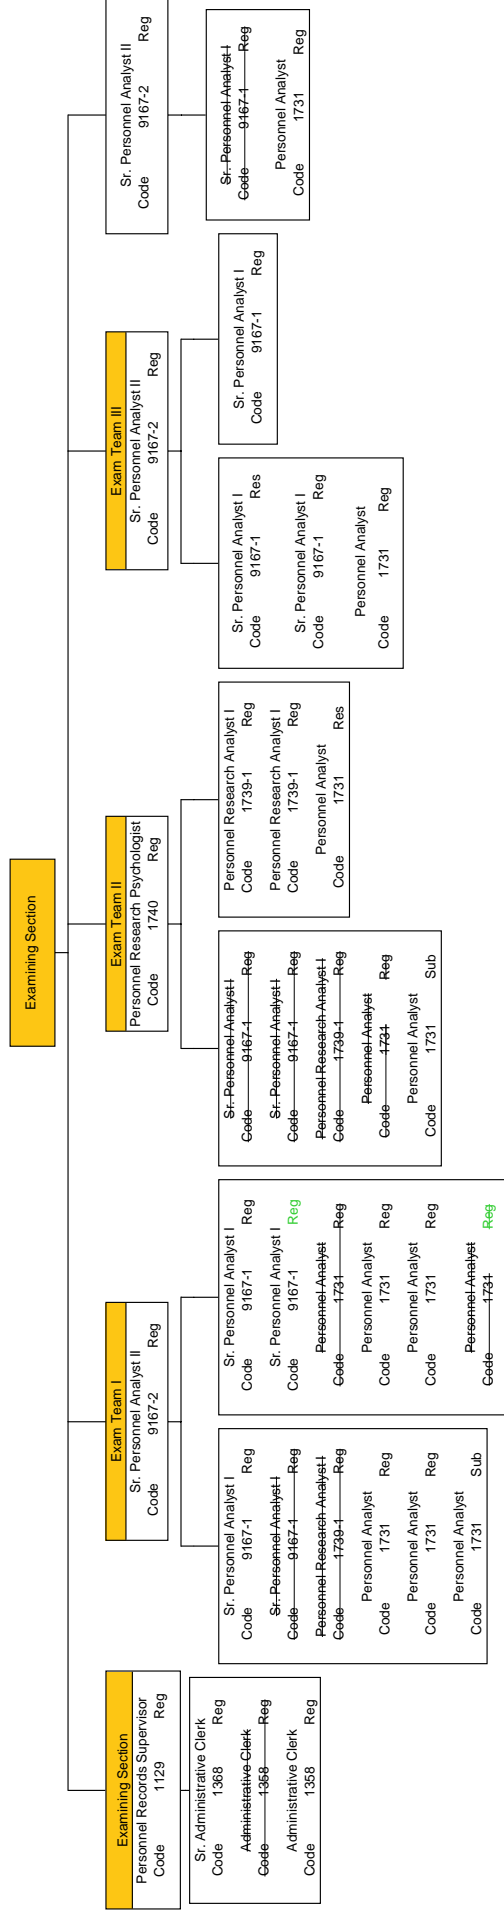 Examining Section
Examining Section
Personnel Records Supervisor
Code 1129 Reg
Sr. Administrative Clerk
Code 1368 Reg
Administrative Clerk
Code 1358 Reg
Administrative Clerk
Code 1358 Reg
Exam Team I
Sr. Personnel Analyst II
Code 9167-2 Reg
Sr. Personnel Analyst I
Code 9167-1 Reg
Sr. Personnel Analyst I
Code 9167-1 Reg
Personnel Research Analyst I
Code 1739-1 Reg
Personnel Analyst
Code 1731 Reg
Personnel Analyst
Code 1731 Reg
Personnel Analyst
Code 1731 Sub
Sr. Personnel Analyst I
Code 9167-1 Reg
Sr. Personnel Analyst I
Code 9167-1 Reg
Personnel Analyst
Code 1731 Reg
Personnel Analyst
Code 1731 Reg
Personnel Analyst
Code 1731 Reg
Personnel Analyst
Code 1731 Reg
Exam Team II
Personnel Research Psychologist
Code 1740 Reg
Sr. Personnel Analyst I
Code 9167-1 Reg
Sr. Personnel Analyst I
Code 9167-1 Reg
Personnel Research Analyst I
Code 1739-1 Reg
Personnel Analyst
Code 1731 Reg
Personnel Analyst
Code 1731 Sub
Personnel Research Analyst I
Code 1739-1 Reg
Personnel Research Analyst I
Code 1739-1 Reg
Personnel Analyst
Code 1731 Res
Exam Team III
Sr. Personnel Analyst II
Code 9167-2 Reg
Sr. Personnel Analyst I
Code 9167-1 Res
Sr. Personnel Analyst I
Code 9167-1 Reg
Personnel Analyst
Code 1731 Reg
Sr. Personnel Analyst I
Code 9167-1 Reg
Sr. Personnel Analyst II
Code 9167-2 Reg
Sr. Personnel Analyst I
Code 9167-1 Reg
Personnel Analyst
Code 1731 Reg